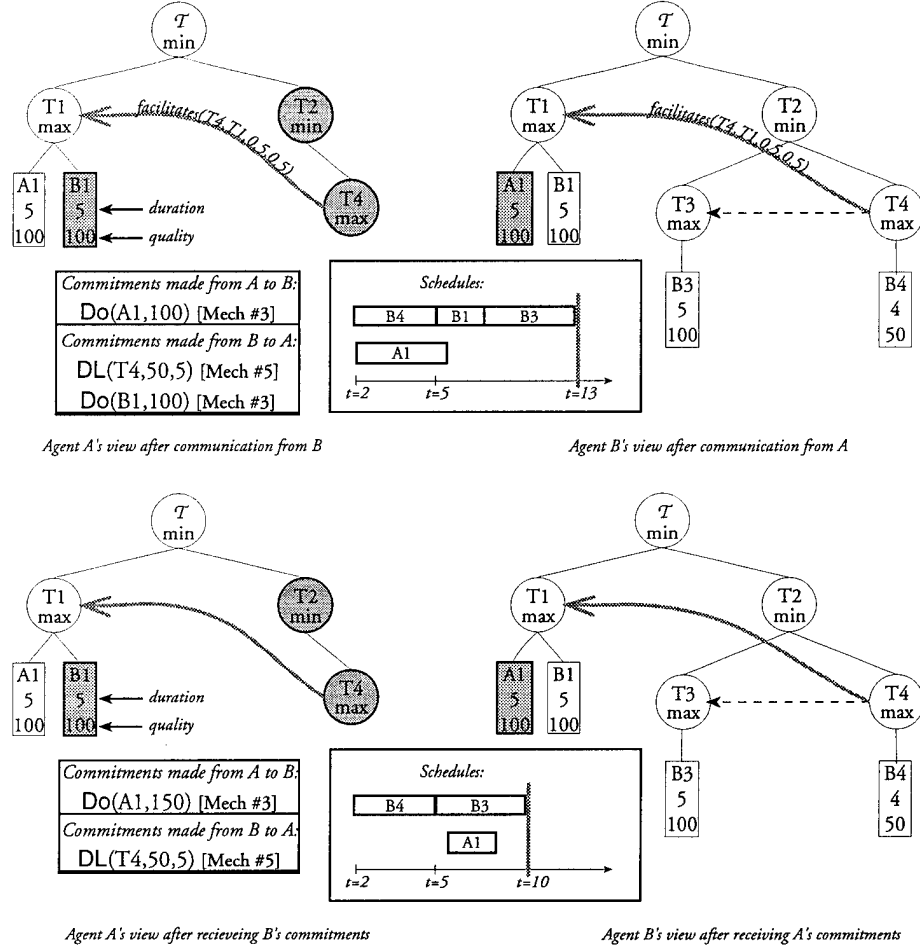 𝒯
min
T1
max
T2
min
facilitates(T4,T1,0.5,0.5)
T4
max
A1
5
100
B1
5
100
duration
quality
𝒯
min
T1
max
T2
min
facilitates(T4,T1,0.5,0.5)
A1
5
100
B1
5
100
T3
max
T4
max
B3
5
100
B4
4
50
Commitments made from A to B:
Do(A1,100) [Mech #3]
Commitments made from B to A:
DL(T4,50,5) [Mech #5]
Do(B1,100) [Mech #3]
Schedules:
B4 B1 B3
A1
t=2 t=5 t=13
Agent A's view after communication from B
Agent B's view after communication from A
𝒯
min
T1
max
T2
min
T4
max
A1
5
100
B1
5
100
duration
quality
𝒯
min
T1
max
T2
min
A1
5
100
B1
5
100
T3
max
T4
max
B3
5
100
B4
4
50
Commitments made from A to B:
Do(A1,150) [Mech #3]
Commitments made from B to A:
DL(T4,50,5) [Mech #5]
Schedules:
B4 B3
A1
t=2 t=5 t=10
Agent A's view after recieveing B's commitments
Agent B's view after receiving A's commitments